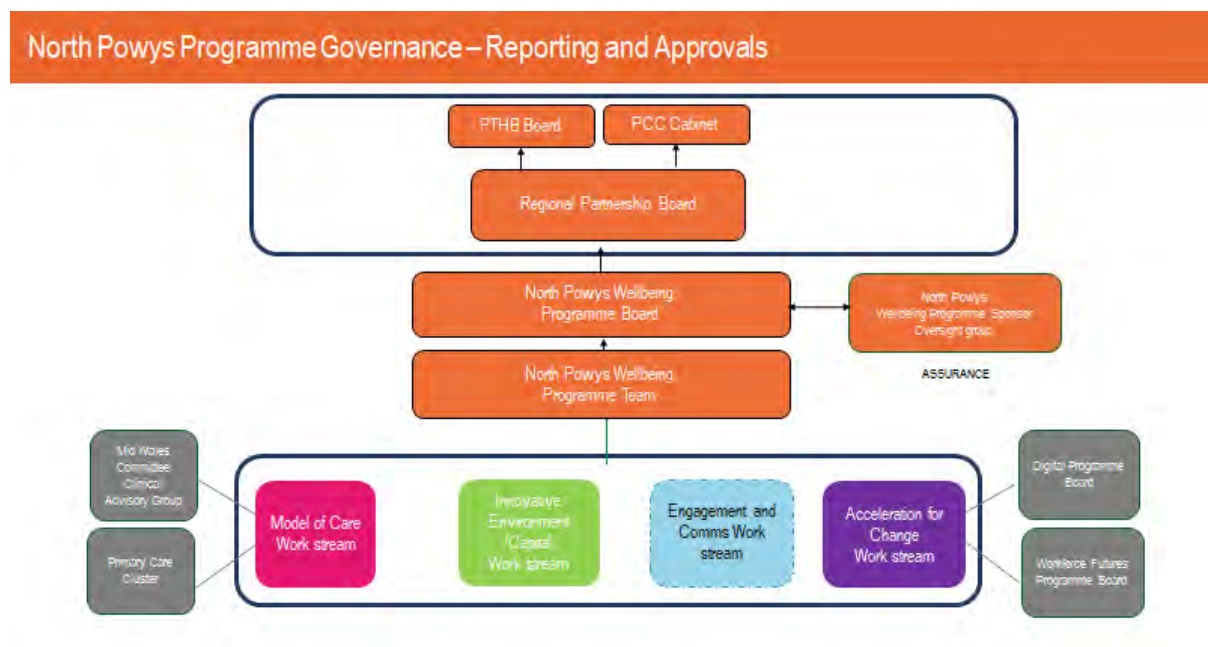 North Powys Programme Governance – Reporting and Approvals
PTHB Board
PCC Cabinet
Regional Partnership Board
North Powys Wellbeing
Programme Board
North Powys
Wellbeing Programme Sponsor
Oversight group
ASSURANCE
North Powys Wellbeing
Programme Team
Mid Wales
Committee
Clinical
Advisory Group
Primary Care
Cluster
Model of Care
Work stream
Innovative
Environment
/Capital
Work stream
Engagement and
Comms Work
stream
Acceleration for
Change
Work stream
Digital Programme
Board
Workforce Futures
Programme Board